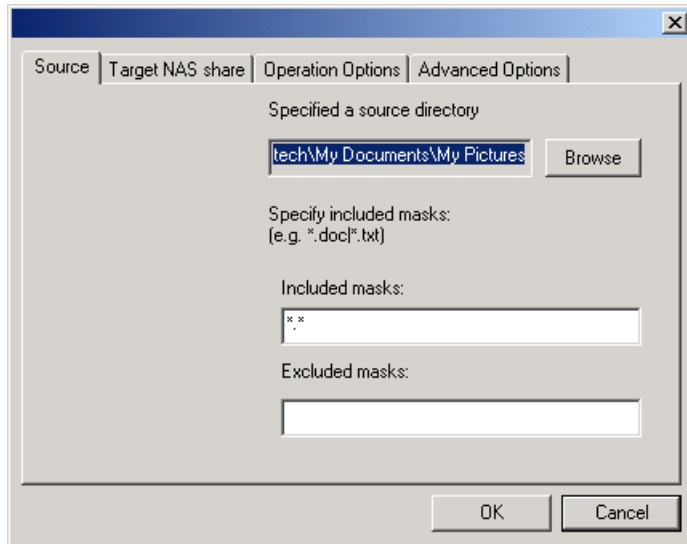 Source
Target NAS share
Operation Options
Advanced Options
Specified a source directory
tech\My Documents\My Pictures
Browse
Specify included masks:
(e.g. *.doc|*.txt)
Included masks:
*.*
Excluded masks:
OK
Cancel